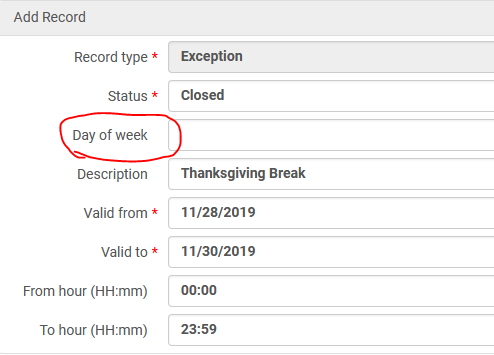 Add Record
Record type * Exception
Status * Closed
Day of week
Description Thanksgiving Break
Valid from * 11/28/2019
Valid to * 11/30/2019
From hour (HH:mm) 00:00
To hour (HH:mm) 23:59